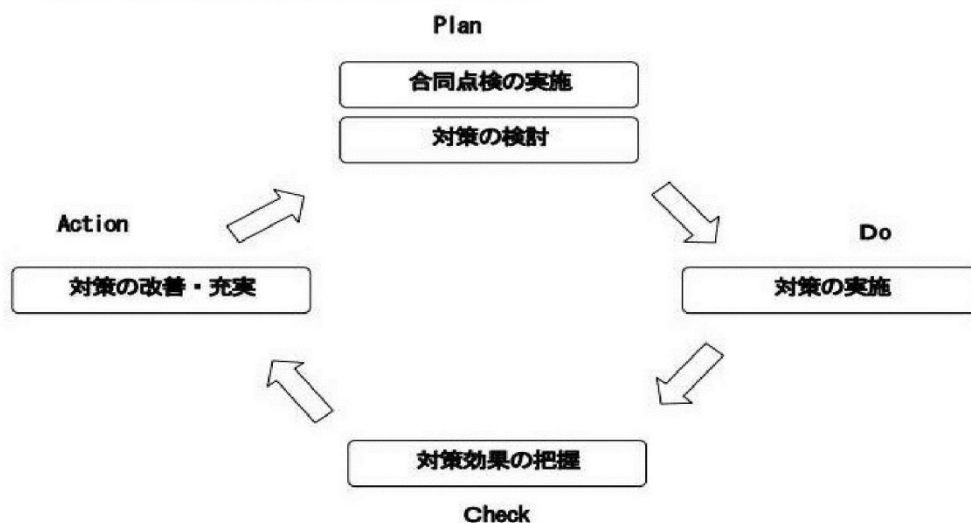 Plan
合同点検の実施
対策の検討
Action
Do
対策の改善・充実
対策の実施
対策効果の把握
Check